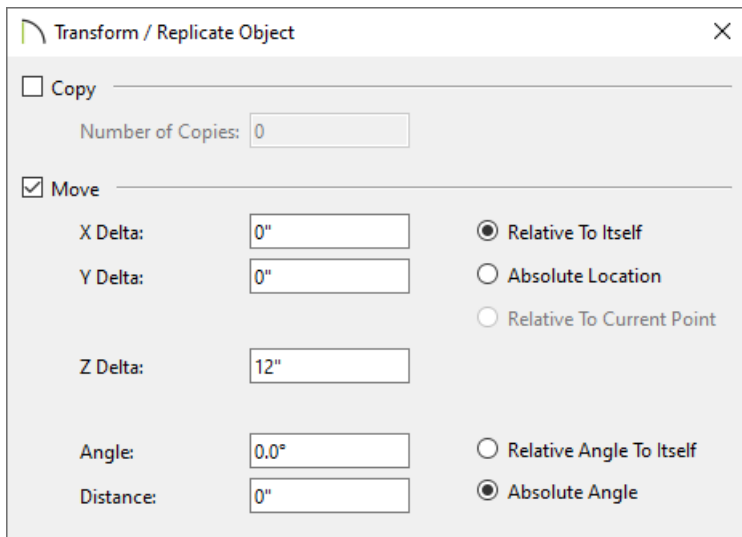 Transform / Replicate Object
Copy
Number of Copies: 0
Move
X Delta: 0" Relative To Itself
Y Delta: 0" Absolute Location
Relative To Current Point
Z Delta: 12"
Angle: 0.0° Relative Angle To Itself
Distance: 0" Absolute Angle